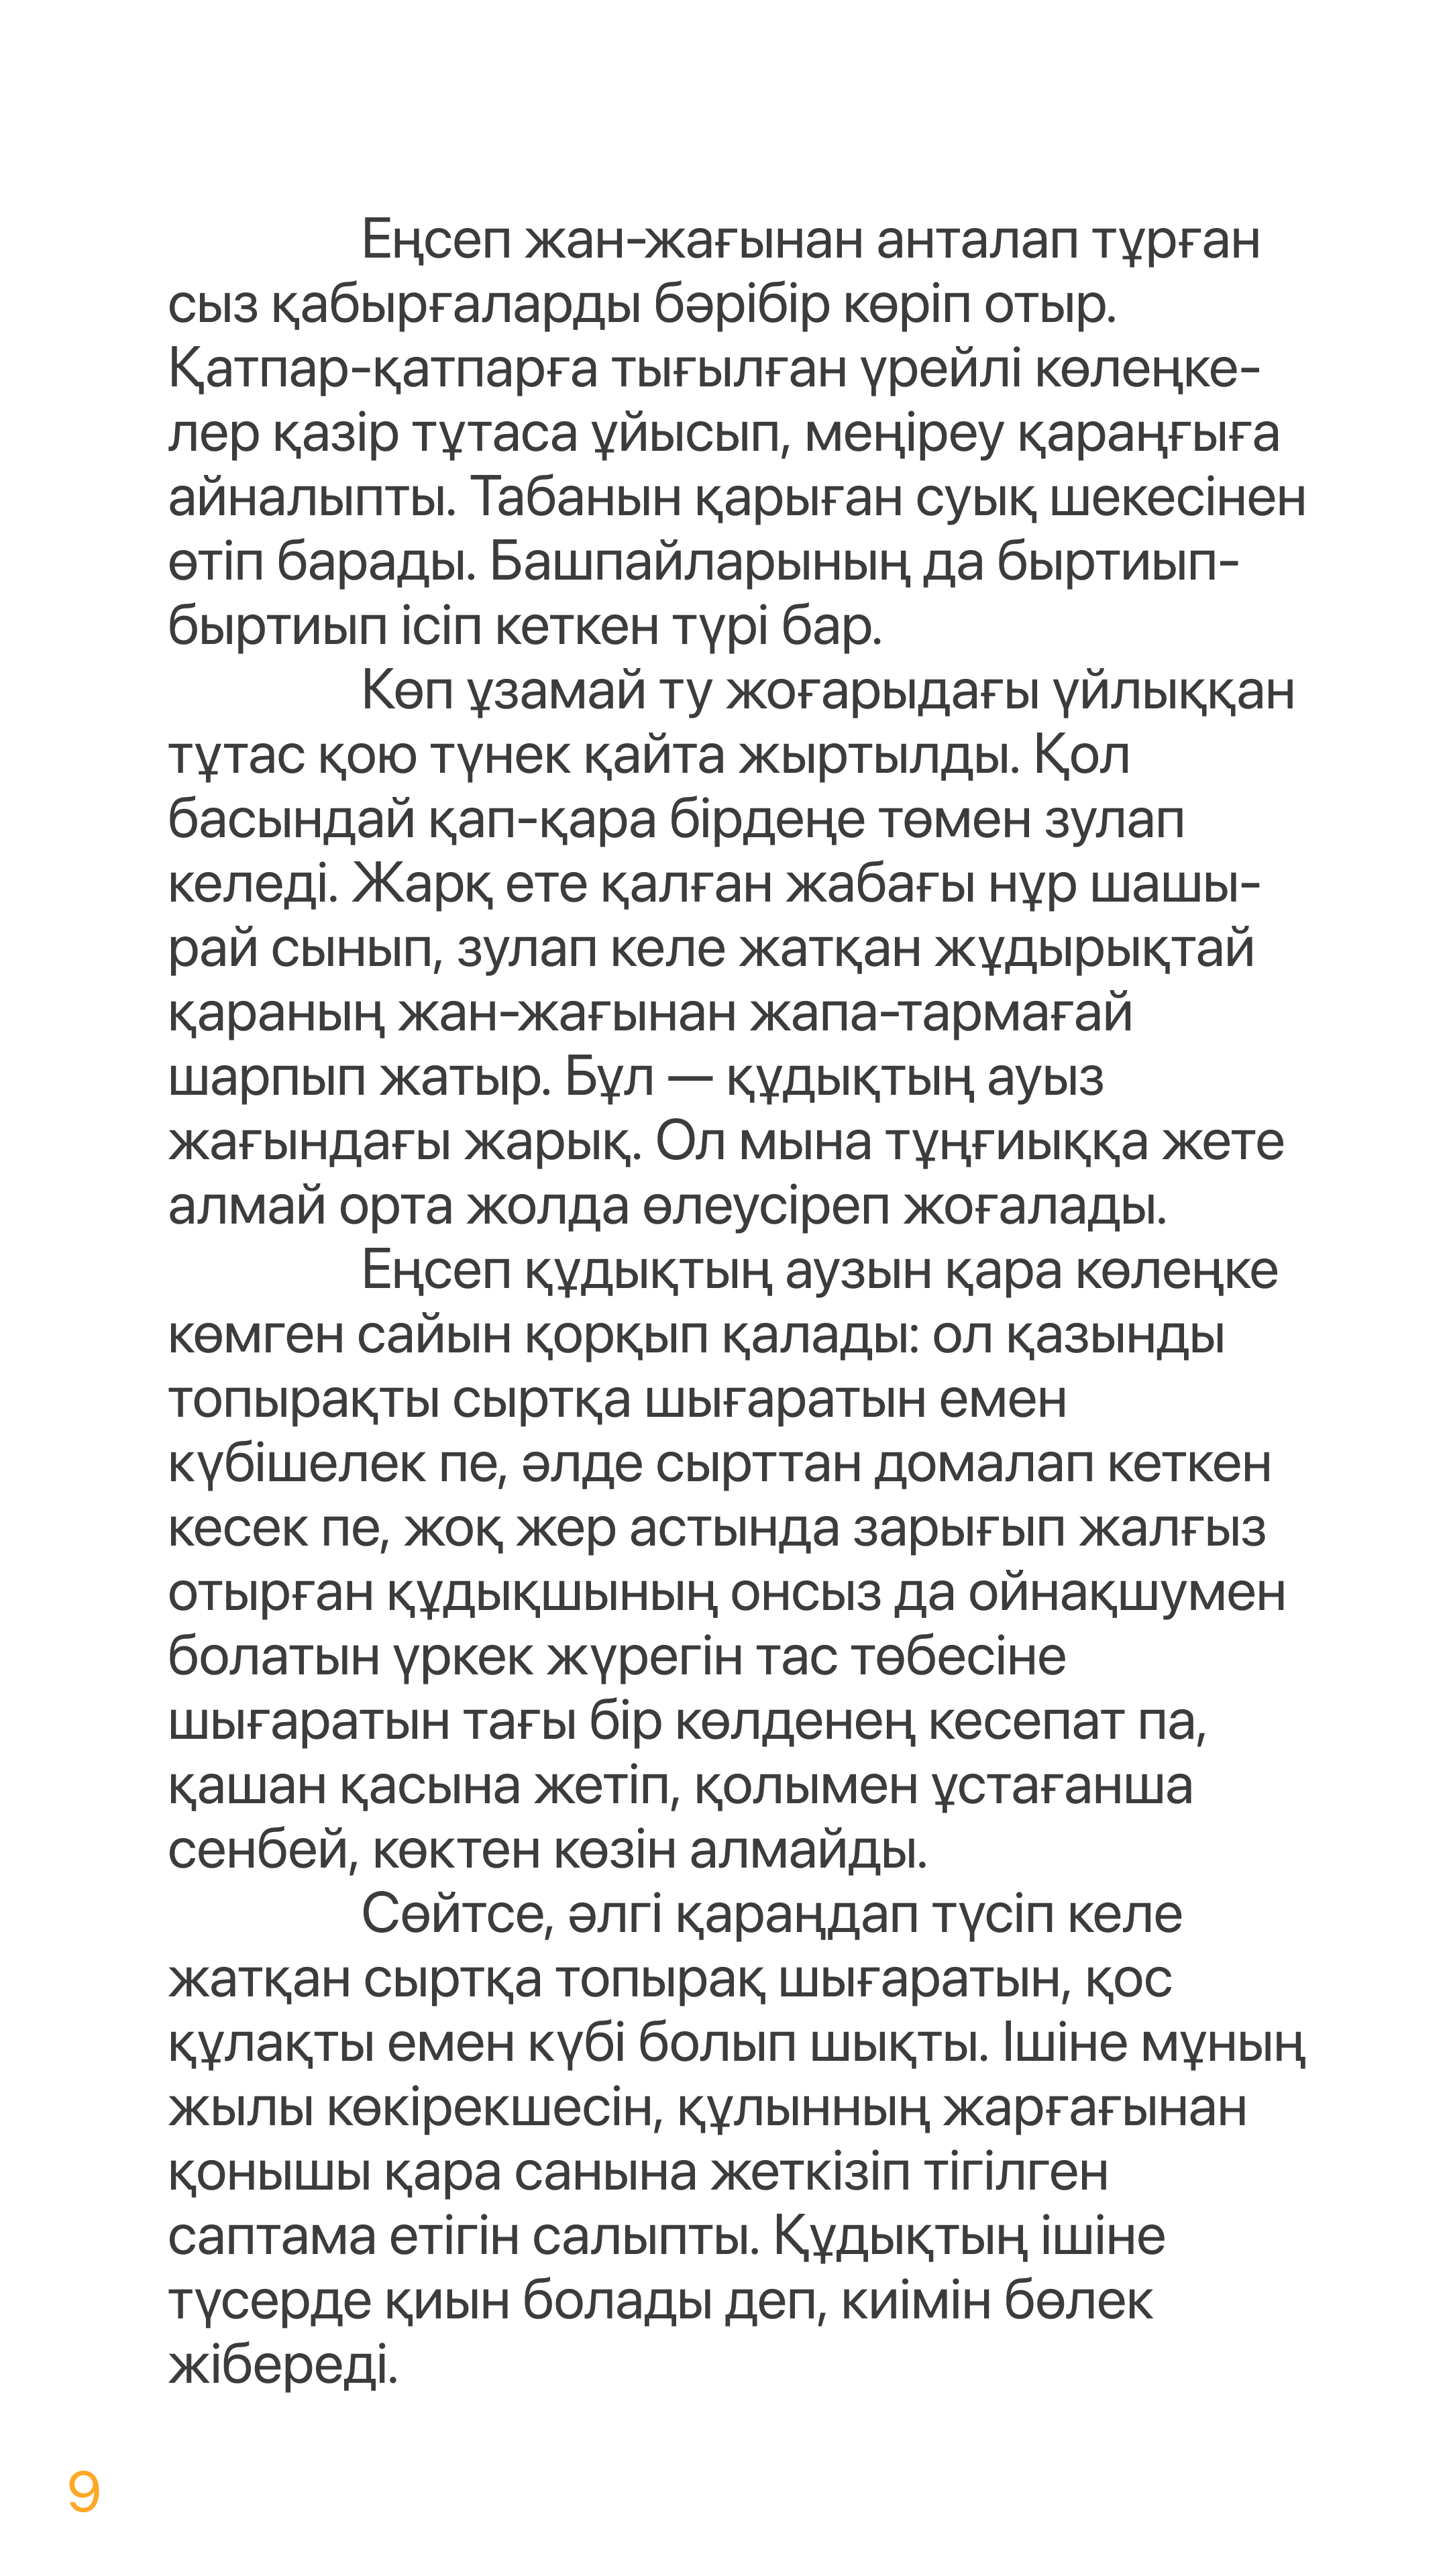 Еңсеп жан-жағынан анталап тұрған
сыз қабырғаларды бәрібір көріп отыр.
Қатпар-қатпарға тығылған үрейлі көлеңке-
лер қазір тұтаса ұйысып, меңіреу қараңғыға
айналыпты. Табанын қарыған суық шекесінен
өтіп барады. Башпайларының да быртиып-
быртиып ісіп кеткен түрі бар.
Көп ұзамай ту жоғарыдағы үйлыққан
тұтас қою түнек қайта жыртылды. Қол
басындай қап-қара бірдеңе төмен зулап
келеді. Жарқ ете қалған жабағы нұр шашы-
рай сынып, зулап келе жатқан жұдырықтай
қараның жан-жағынан жапа-тармағай
шарпып жатыр. Бұл — құдықтың ауыз
жағындағы жарық. Ол мына тұңғиыққа жете
алмай орта жолда өлеусіреп жоғалады.
Еңсеп құдықтың аузын қара көлеңке
көмген сайын қорқып қалады: ол қазынды
топырақты сыртқа шығаратын емен
күбішелек пе, әлде сырттан домалап кеткен
кесек пе, жоқ жер астында зарығып жалғыз
отырған құдықшының онсыз да ойнақшумен
болатын үркек жүрегін тас төбесіне
шығаратын тағы бір көлденең кесепат па,
қашан қасына жетіп, қолымен ұстағанша
сенбей, көктен көзін алмайды.
Сөйтсе, әлгі қараңдап түсіп келе
жатқан сыртқа топырақ шығаратын, қос
құлақты емен күбі болып шықты. Ішіне мұның
жылы көкірекшесін, құлынның жарғағынан
қонышы қара санына жеткізіп тігілген
саптама етігін салыпты. Құдықтың ішіне
түсерде қиын болады деп, киімін бөлек
жібереді.
9